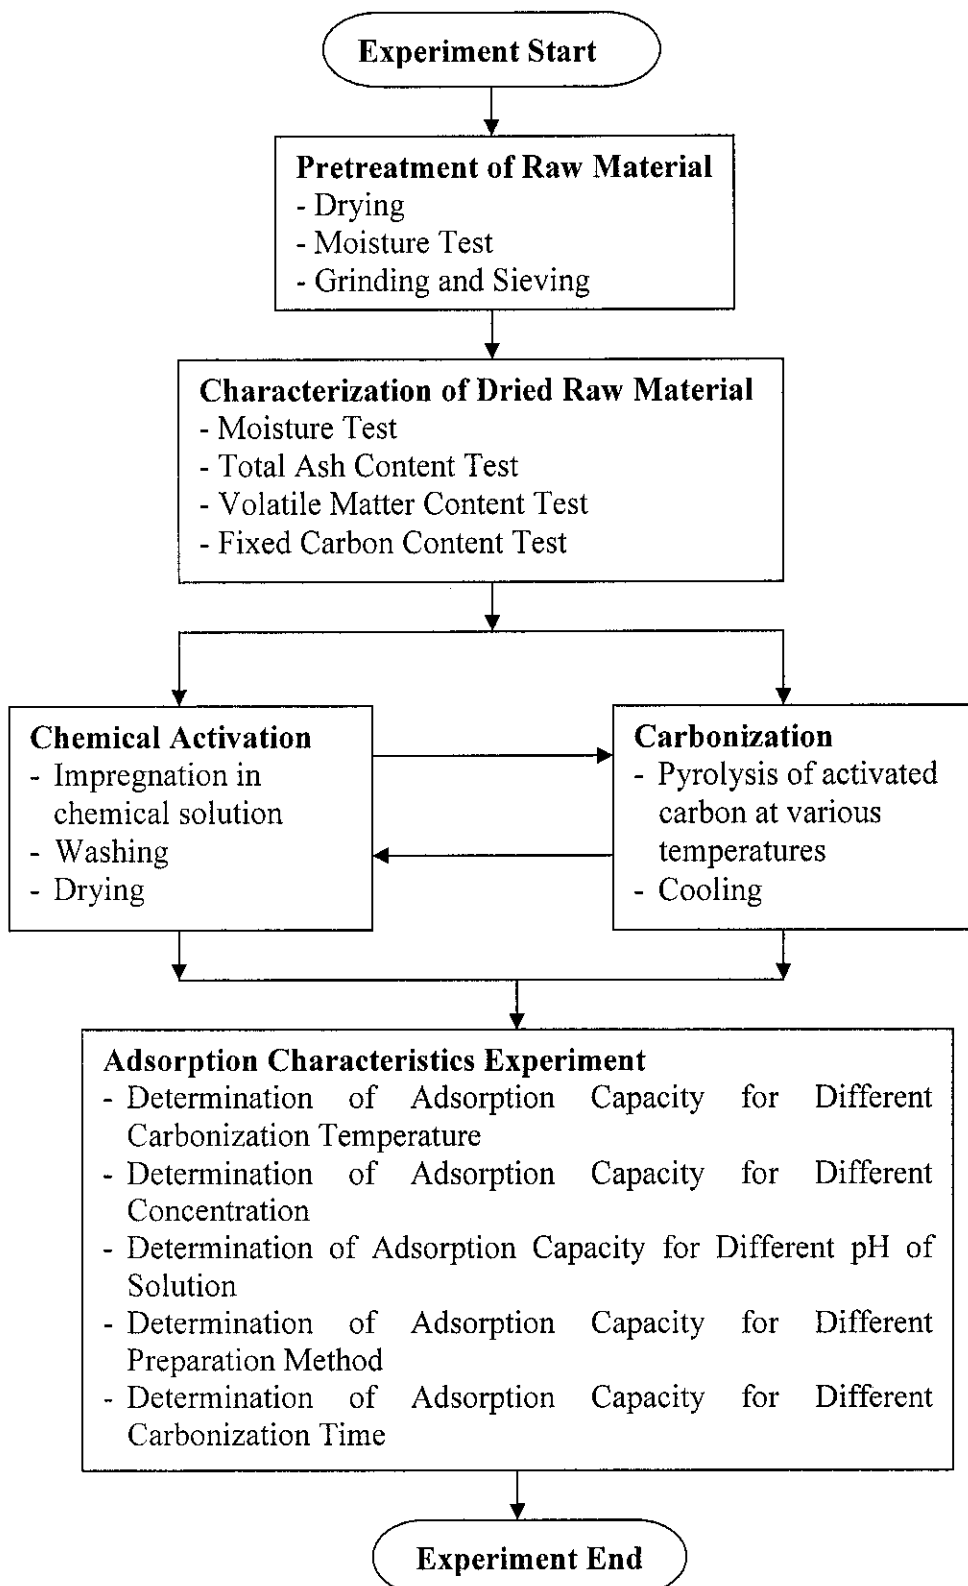 Experiment Start
Pretreatment of Raw Material
- Drying
- Moisture Test
- Grinding and Sieving
Characterization of Dried Raw Material
- Moisture Test
- Total Ash Content Test
- Volatile Matter Content Test
- Fixed Carbon Content Test
Chemical Activation
- Impregnation in
chemical solution
- Washing
- Drying
Carbonization
- Pyrolysis of activated
carbon at various
temperatures
- Cooling
Adsorption Characteristics Experiment
- Determination of Adsorption Capacity for Different
Carbonization Temperature
- Determination of Adsorption Capacity for Different
Concentration
- Determination of Adsorption Capacity for Different pH of
Solution
- Determination of Adsorption Capacity for Different
Preparation Method
- Determination of Adsorption Capacity for Different
Carbonization Time
Experiment End